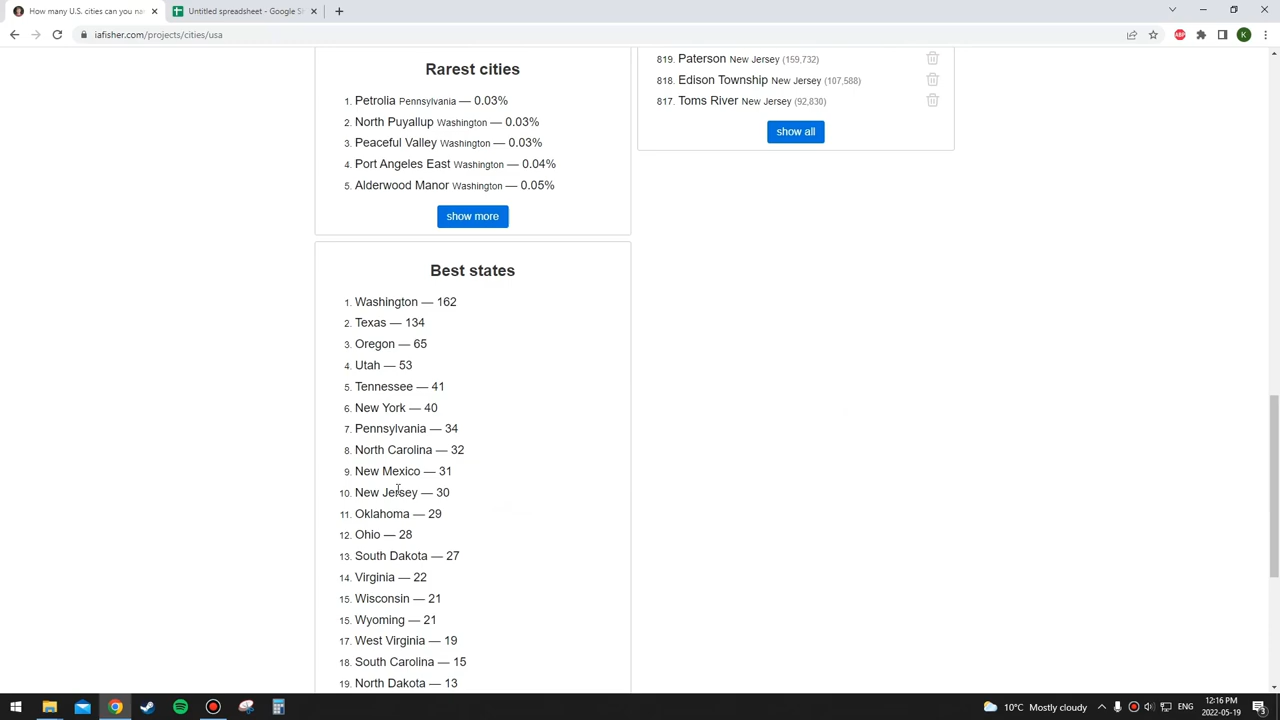 How many U.S. cities can you na
Untitled spreadsheet - Google Sh
iafisher.com/projects/cities/usa
ABP
K
Rarest cities
1. Petrolia Pennsylvania — 0.03%
2. North Puyallup Washington — 0.03%
3. Peaceful Valley Washington — 0.03%
4. Port Angeles East Washington — 0.04%
5. Alderwood Manor Washington — 0.05%
show more
819. Paterson New Jersey (159,732)
818. Edison Township New Jersey (107,588)
817. Toms River New Jersey (92,830)
show all
Best states
1. Washington — 162
2. Texas — 134
3. Oregon — 65
4. Utah — 53
5. Tennessee — 41
6. New York — 40
7. Pennsylvania — 34
8. North Carolina — 32
9. New Mexico — 31
10. New Jersey — 30
11. Oklahoma — 29
12. Ohio — 28
13. South Dakota — 27
14. Virginia — 22
15. Wisconsin — 21
15. Wyoming — 21
17. West Virginia — 19
18. South Carolina — 15
19. North Dakota — 13
10°C Mostly cloudy
ENG
12:16 PM
2022-05-19
3